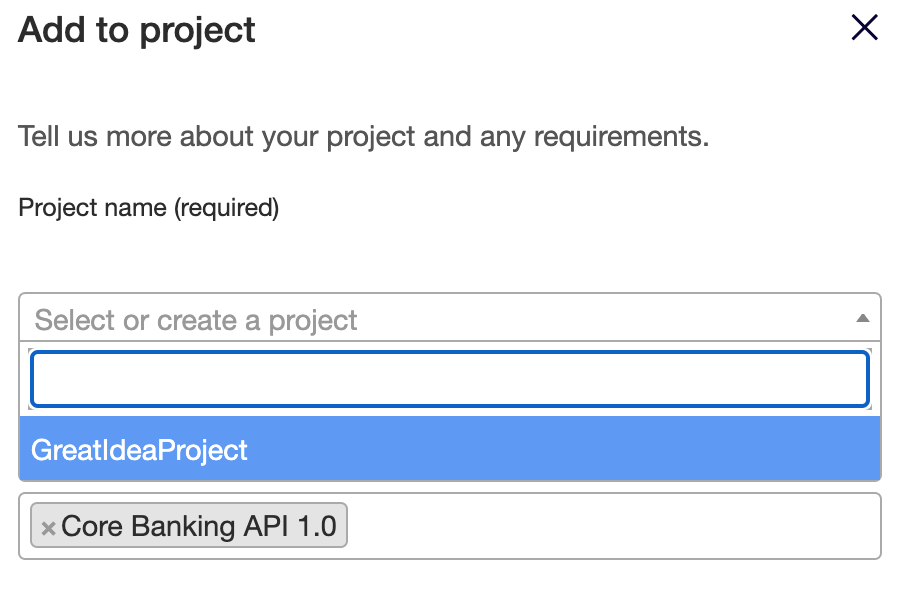 Add to project
Tell us more about your project and any requirements.
Project name (required)
Select or create a project
GreatIdeaProject
×Core Banking API 1.0